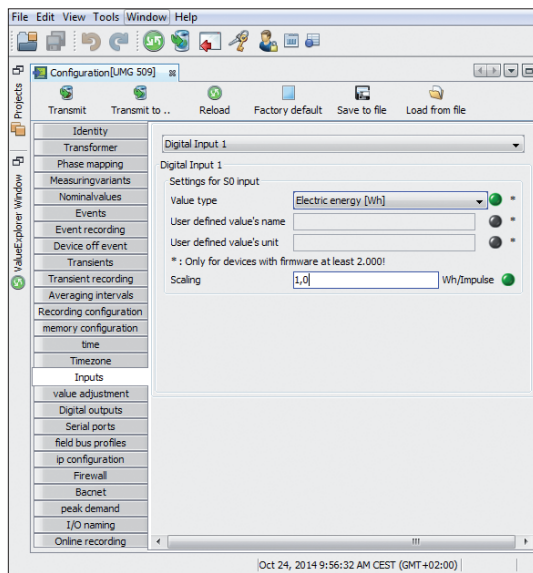 File Edit View Tools Window Help
Projects
ValueExplorer Window
Configuration[UMG 509]
Transmit Transmit to .. Reload Factory default Save to file Load from file
Identity
Transformer
Phase mapping
Measuringvariants
Nominalvalues
Events
Event recording
Device off event
Transients
Transient recording
Averaging intervals
Recording configuration
memory configuration
time
Timezone
Inputs
value adjustment
Digital outputs
Serial ports
field bus profiles
ip configuration
Firewall
Bacnet
peak demand
I/O naming
Online recording
Digital Input 1
Digital Input 1
Settings for S0 input
Value type Electric energy [Wh] *
User defined value's name *
User defined value's unit *
* : Only for devices with firmware at least 2.000!
Scaling 1,0 Wh/Impulse
Oct 24, 2014 9:56:32 AM CEST (GMT+02:00)